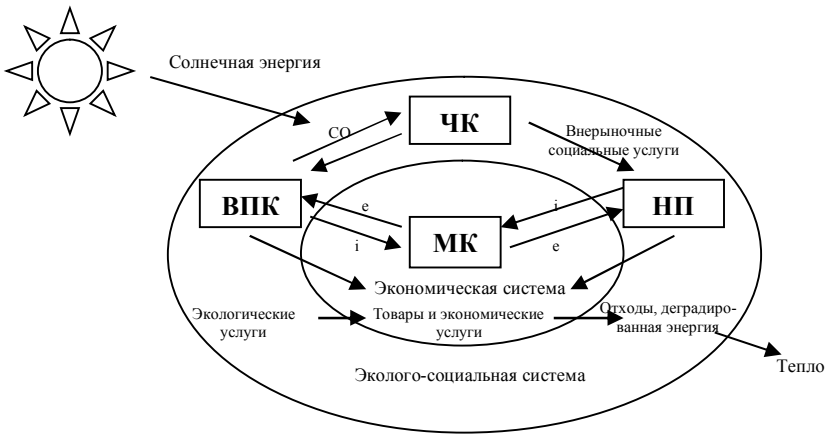 Солнечная энергия
ЧК
СО
Внерыночные
социальные услуги
ВПК
е
i
НП
i
МК
е
Экономическая система
Экологические
услуги
Товары и экономические
услуги
Отходы, деградиро-
ванная энергия
Тепло
Эколого-социальная система